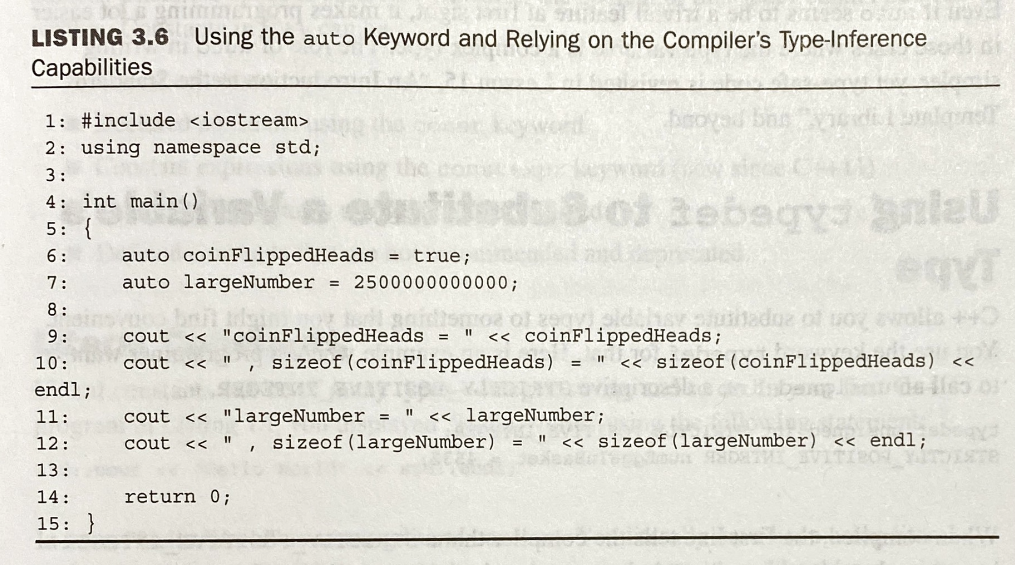 LISTING 3.6 Using the auto Keyword and Relying on the Compiler's Type-Inference
Capabilities
1: #include <iostream>
2: using namespace std;
3:
4: int main()
5: {
6:    auto coinFlippedHeads = true;
7:    auto largeNumber = 2500000000000;
8:
9:    cout << "coinFlippedHeads = " << coinFlippedHeads;
10:    cout << " , sizeof(coinFlippedHeads) = " << sizeof(coinFlippedHeads) <<
endl;
11:    cout << "largeNumber = " << largeNumber;
12:    cout << " , sizeof(largeNumber) = " << sizeof(largeNumber) << endl;
13:
14:    return 0;
15: }